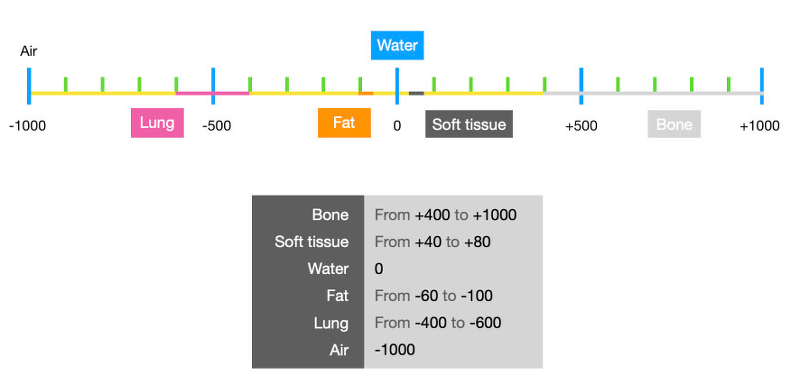 Water
Air
-1000
Lung
-500
Fat
0
Soft tissue
+500
Bone
+1000
Bone From +400 to +1000
Soft tissue From +40 to +80
Water 0
Fat From -60 to -100
Lung From -400 to -600
Air -1000